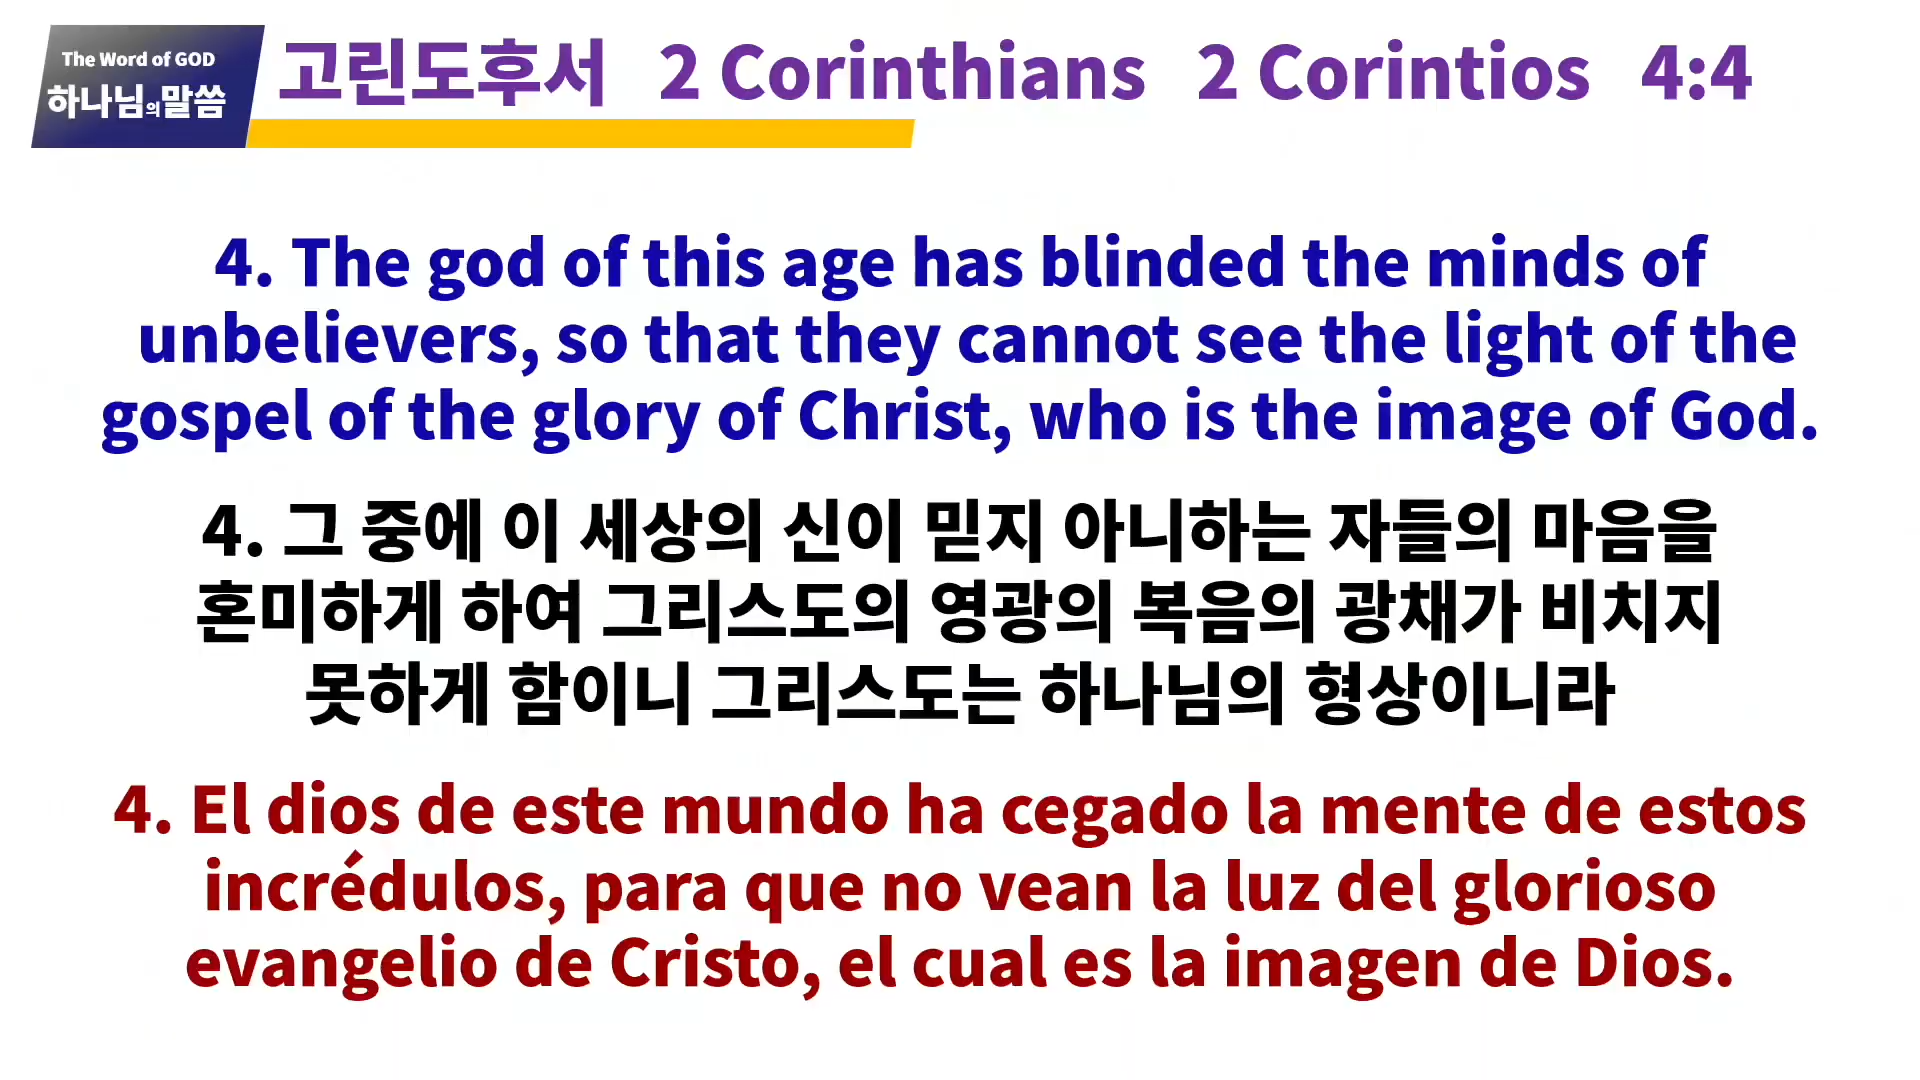 The Word of GOD
하나님의말씀
고린도후서 2 Corinthians 2 Corintios 4:4
4. The god of this age has blinded the minds of
unbelievers, so that they cannot see the light of the
gospel of the glory of Christ, who is the image of God.
4. 그 중에 이 세상의 신이 믿지 아니하는 자들의 마음을
혼미하게 하여 그리스도의 영광의 복음의 광채가 비치지
못하게 함이니 그리스도는 하나님의 형상이니라
4. El dios de este mundo ha cegado la mente de estos
incrédulos, para que no vean la luz del glorioso
evangelio de Cristo, el cual es la imagen de Dios.